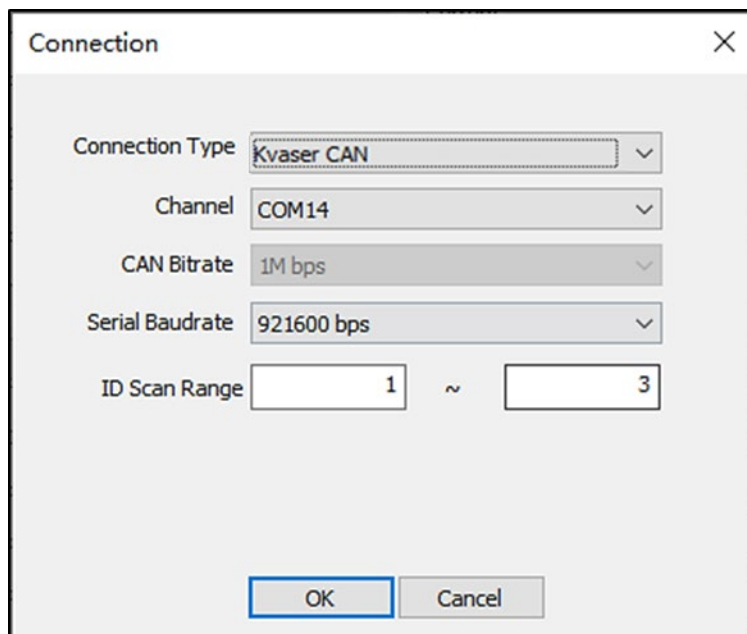 Connection
Connection Type Kvaser CAN
Channel COM14
CAN Bitrate 1M bps
Serial Baudrate 921600 bps
ID Scan Range 1 ~ 3
OK Cancel